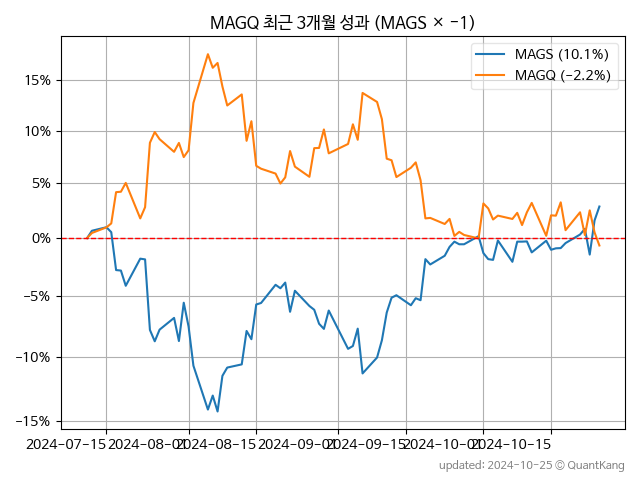 MAGQ 최근 3개월 성과 (MAGS × −1)
MAGS (10.1%)
MAGQ (−2.2%)
15%
10%
5%
0%
−5%
−10%
−15%
2024-07-15 2024-08-01 2024-08-15 2024-09-01 2024-09-15 2024-10-01 2024-10-15
updated: 2024-10-25 © QuantKang